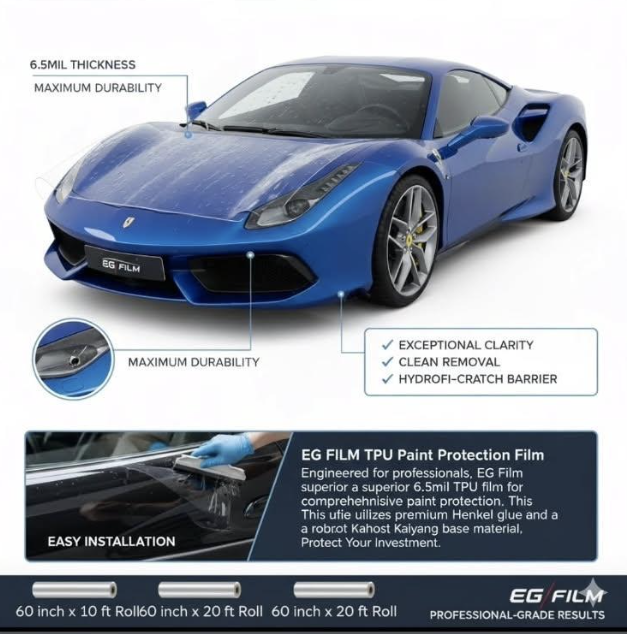 6.5MIL THICKNESS
MAXIMUM DURABILITY
EG FILM
MAXIMUM DURABILITY
EXCEPTIONAL CLARITY
CLEAN REMOVAL
HYDROFI-CRATCH BARRIER
EG FILM TPU Paint Protection Film
Engineered for professionals, EG Film
superior a superior 6.5mil TPU film for
comprehehnisive paint protection, This
This ufie uilizes premium Henkel glue and a
a robrot Kahost Kaiyang base material,
Protect Your Investment.
EASY INSTALLATION
60 inch x 10 ft Roll
60 inch x 20 ft Roll
60 inch x 20 ft Roll
EG/FILM
PROFESSIONAL-GRADE RESULTS